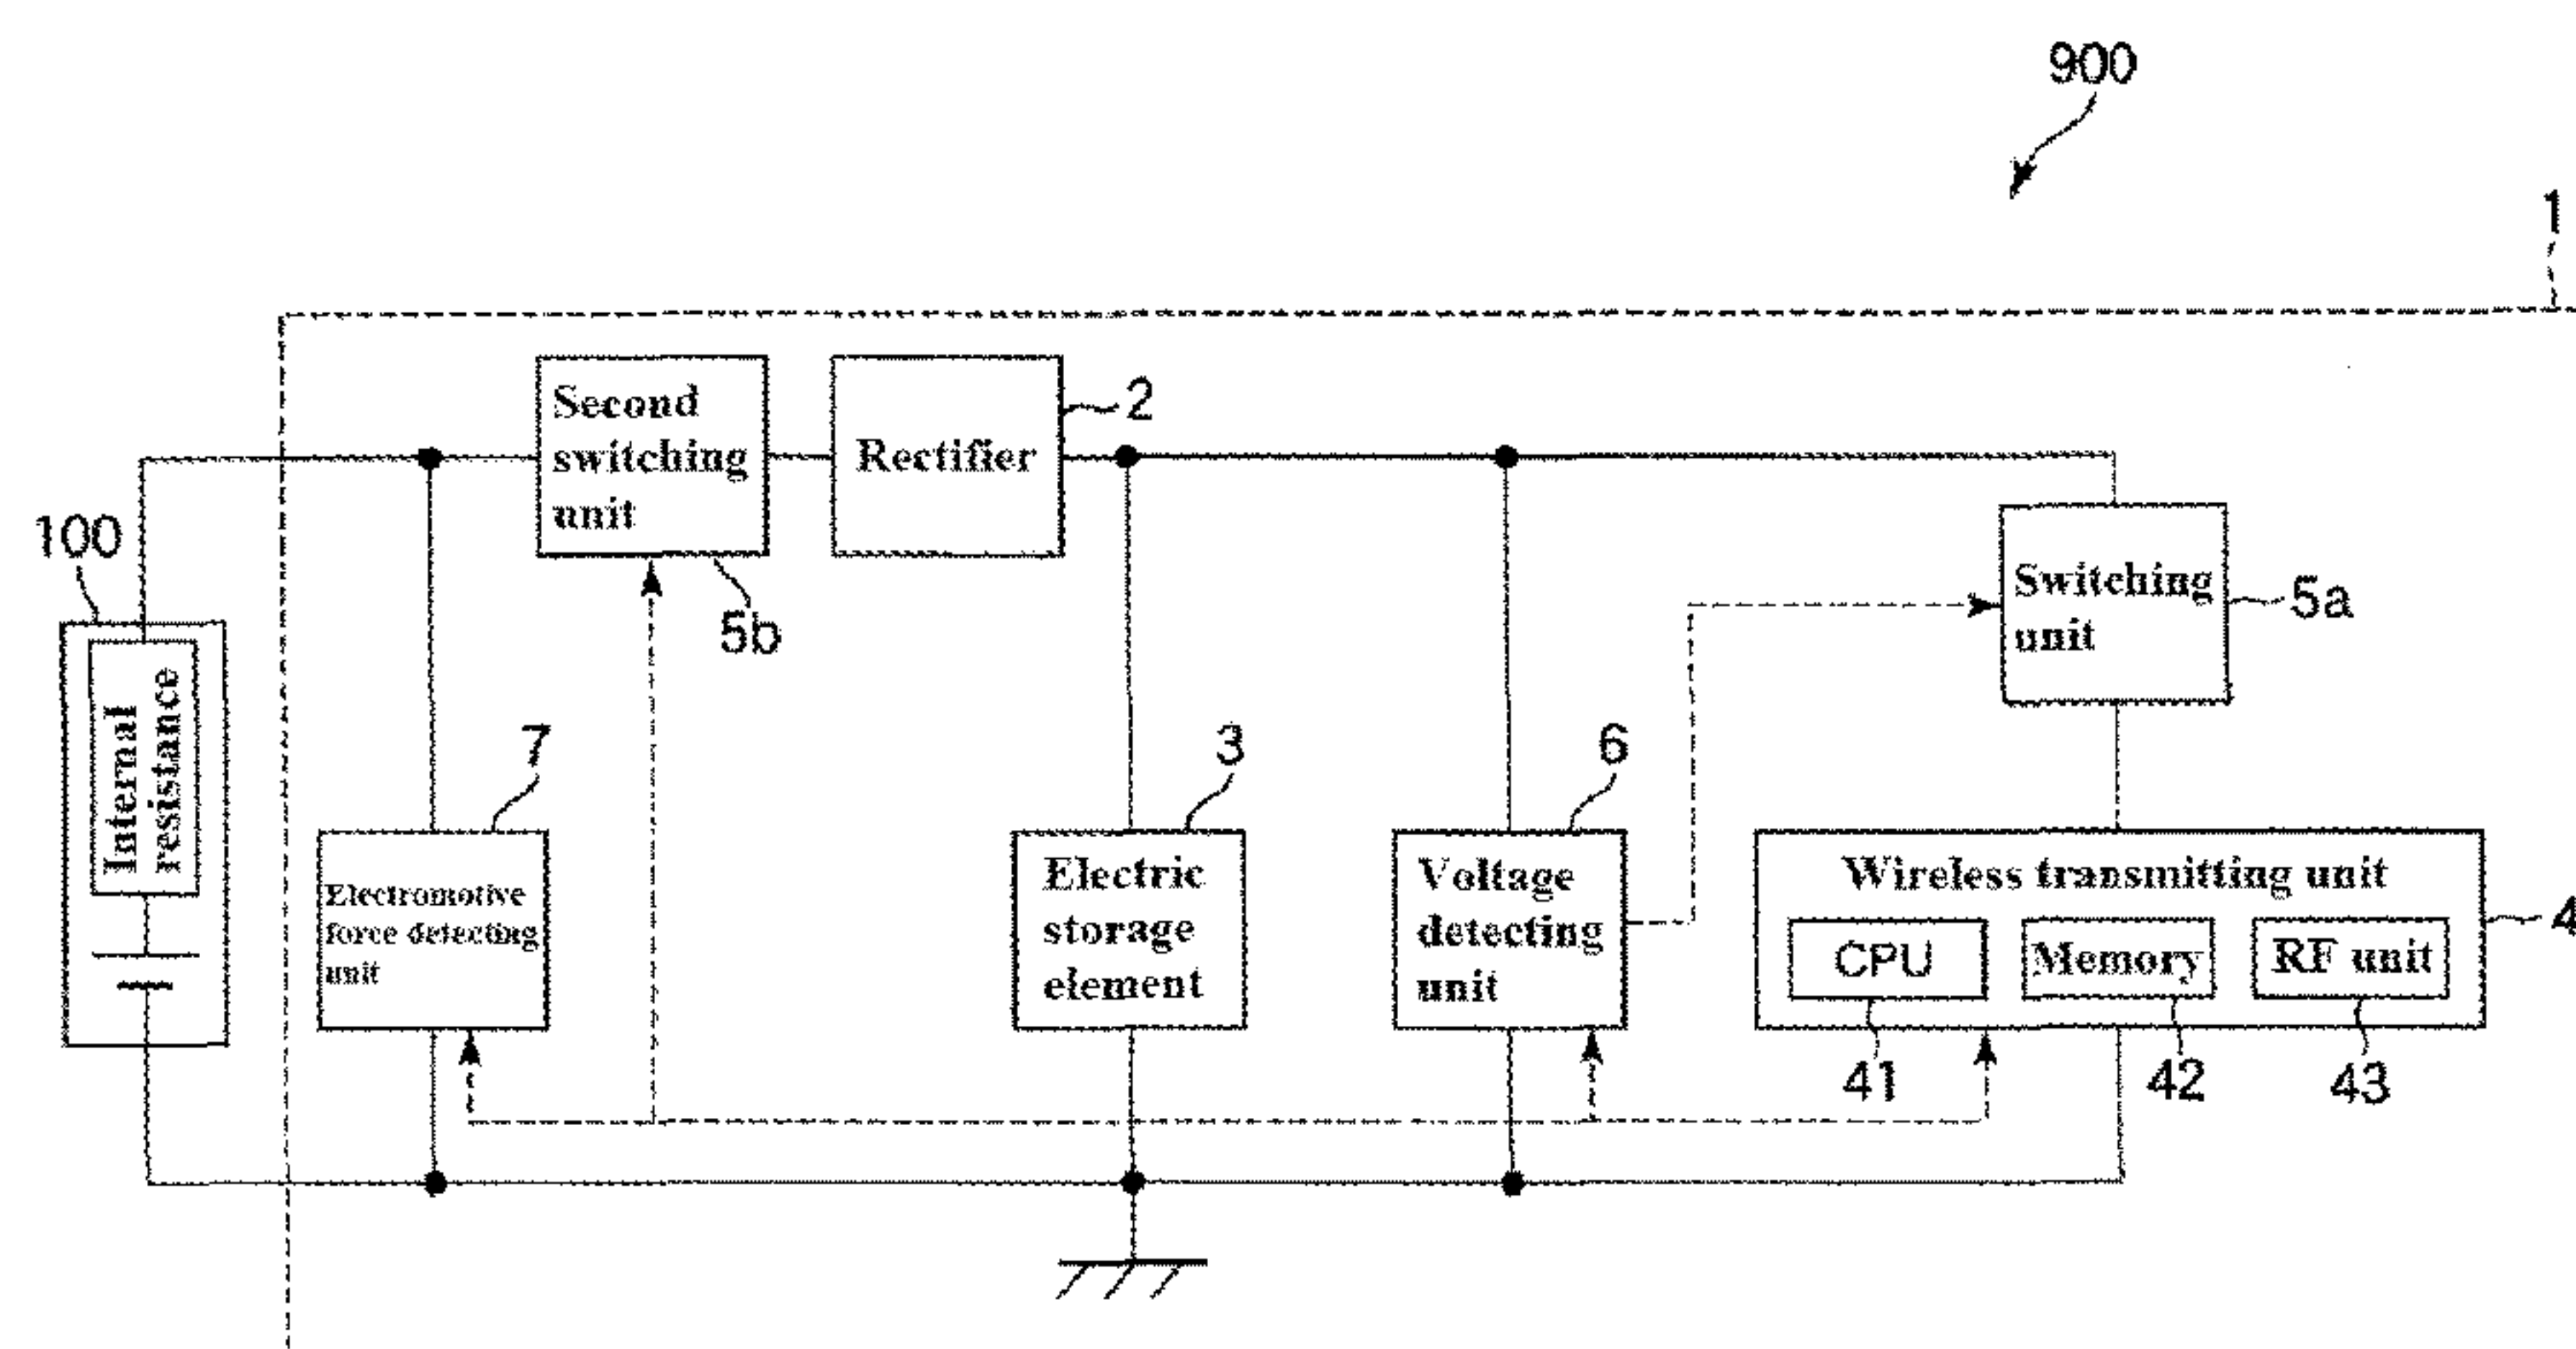 900
1
Second
switching
unit
Rectifier
2
100
5b
Switching
unit
5a
Internal
resistance
7
3
6
Electromotive
force detecting
unit
Electric
storage
element
Voltage
detecting
unit
Wireless transmitting unit
4
CPU
Memory
RF unit
41
42
43